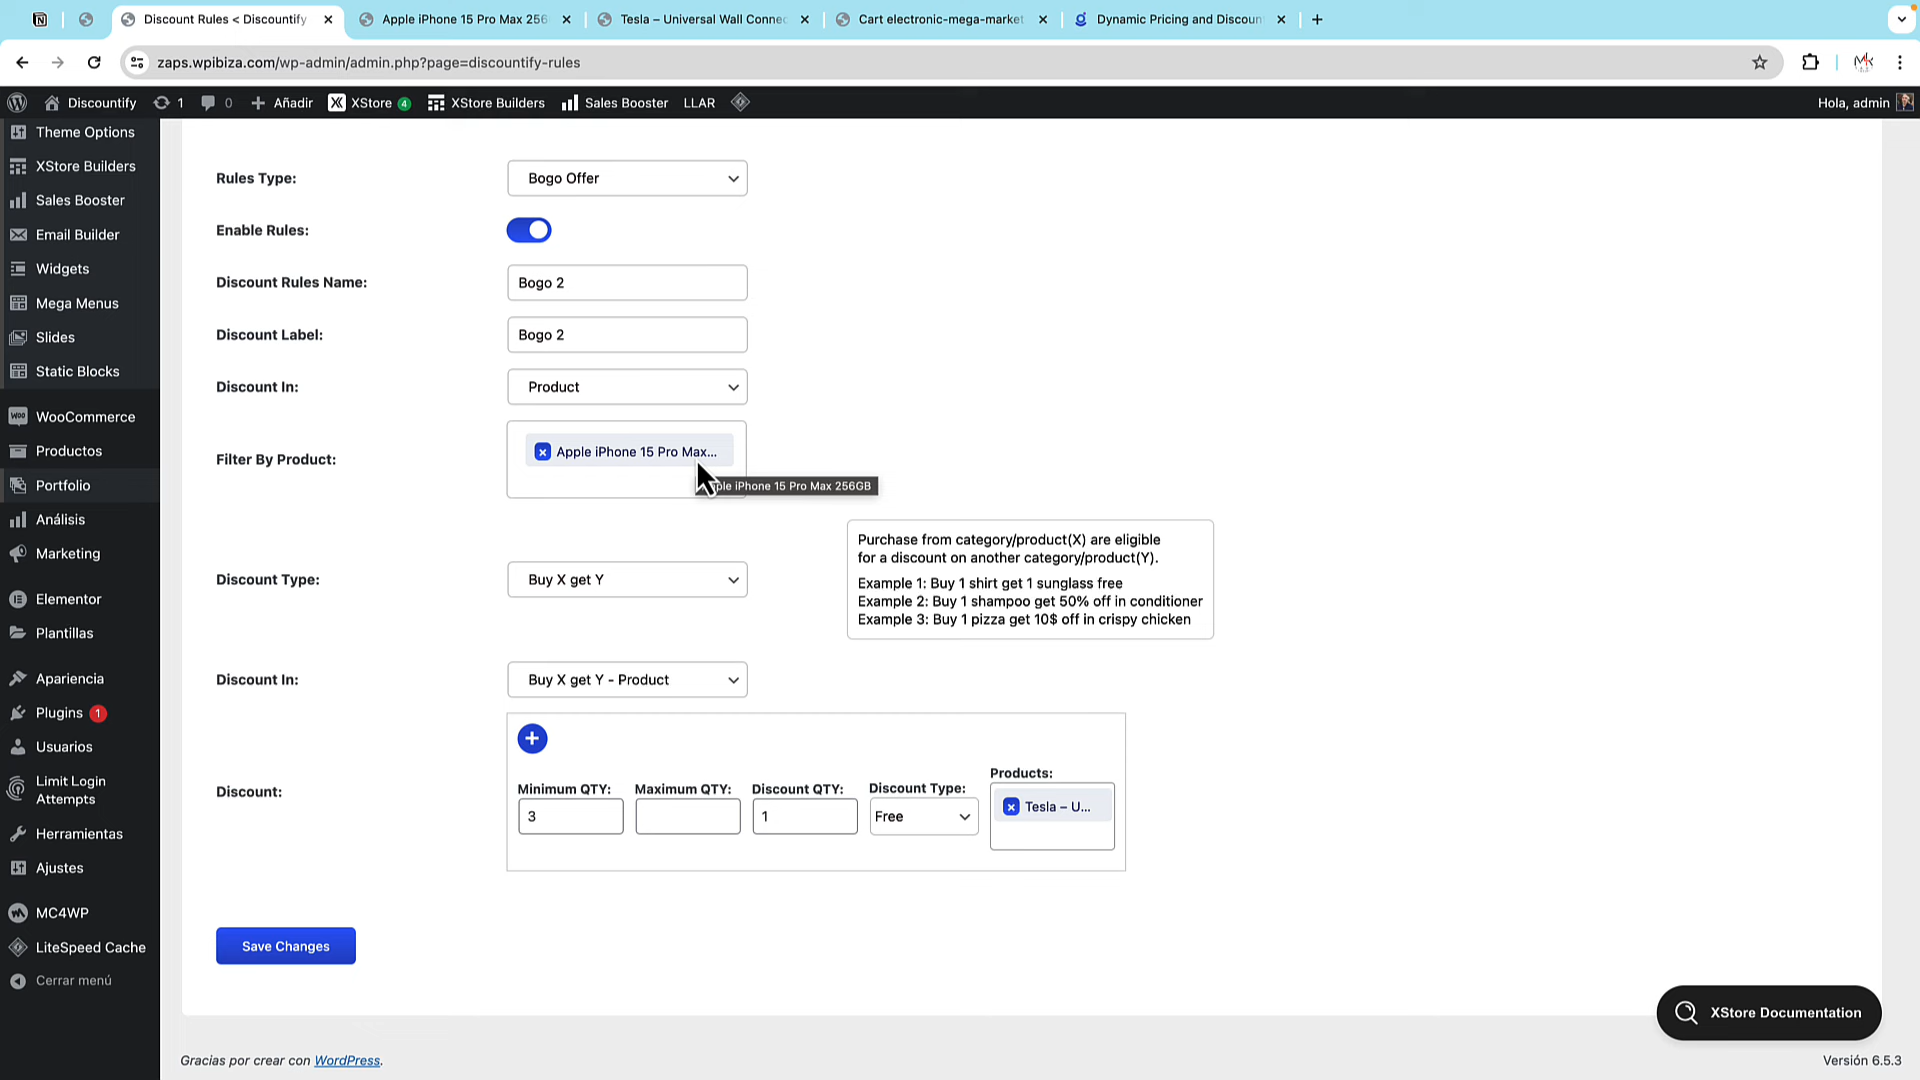 Discount Rules < Discountify
Apple iPhone 15 Pro Max 256
Tesla – Universal Wall Connec
Cart electronic-mega-market
Dynamic Pricing and Discoun
zaps.wpibiza.com/wp-admin/admin.php?page=discountify-rules
Discountify
1
0
Añadir
XStore 4
XStore Builders
Sales Booster
LLAR
Hola, admin
Theme Options
XStore Builders
Sales Booster
Email Builder
Widgets
Mega Menus
Slides
Static Blocks
WooCommerce
Productos
Portfolio
Análisis
Marketing
Elementor
Plantillas
Apariencia
Plugins 1
Usuarios
Limit Login
Attempts
Herramientas
Ajustes
MC4WP
LiteSpeed Cache
Cerrar menú
Rules Type:
Bogo Offer
Enable Rules:
Discount Rules Name:
Bogo 2
Discount Label:
Bogo 2
Discount In:
Product
Filter By Product:
Apple iPhone 15 Pro Max...
iPhone 15 Pro Max 256GB
Discount Type:
Buy X get Y
Purchase from category/product(X) are eligible
for a discount on another category/product(Y).
Example 1: Buy 1 shirt get 1 sunglass free
Example 2: Buy 1 shampoo get 50% off in conditioner
Example 3: Buy 1 pizza get 10$ off in crispy chicken
Discount In:
Buy X get Y - Product
Discount:
Minimum QTY:
3
Maximum QTY:
Discount QTY:
1
Discount Type:
Free
Products:
Tesla – U...
Save Changes
XStore Documentation
Gracias por crear con WordPress.
Versión 6.5.3